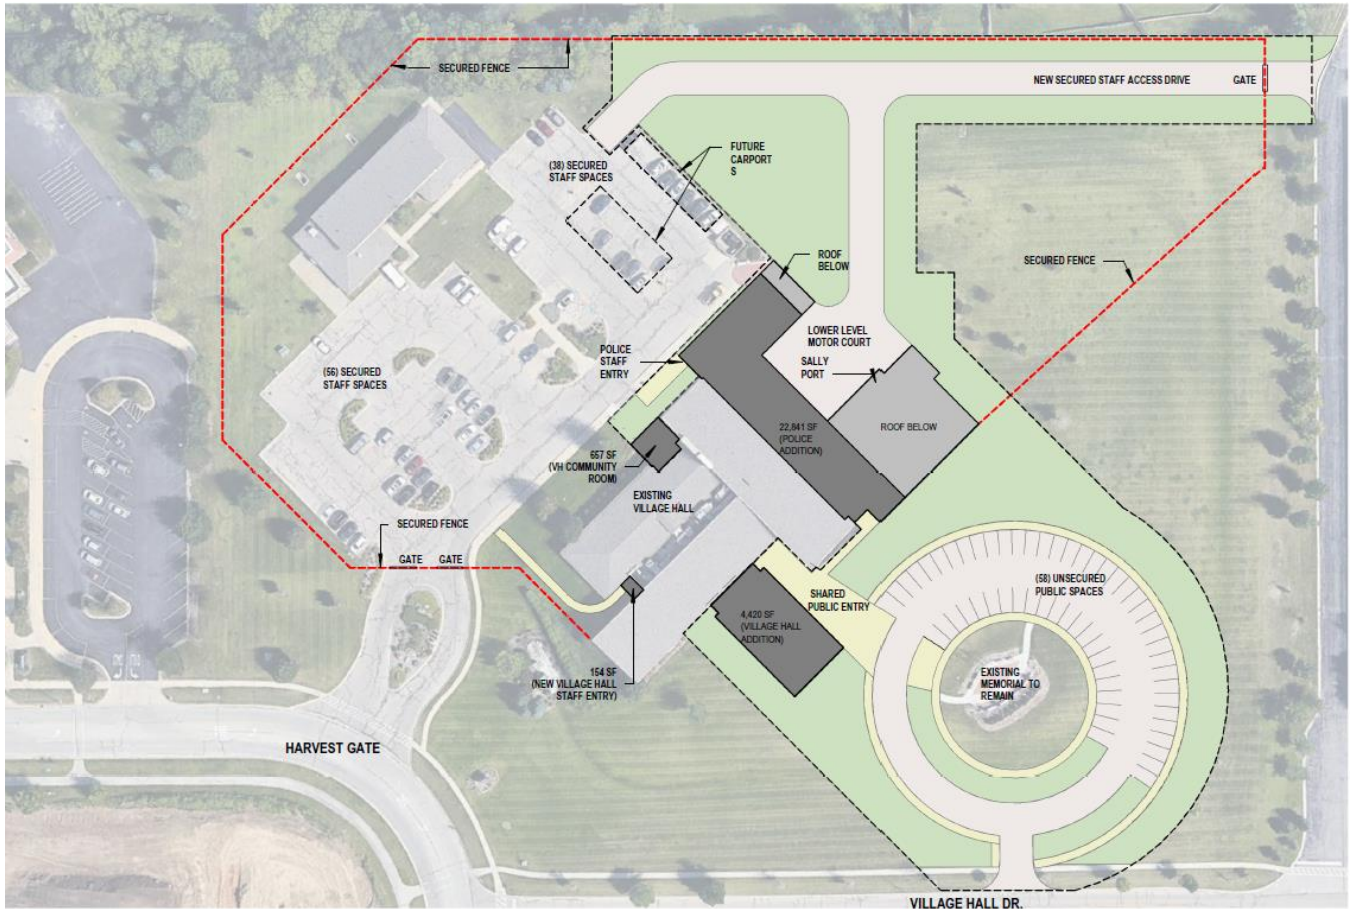 SECURED FENCE
NEW SECURED STAFF ACCESS DRIVE
GATE
FUTURE
CARPORT
S
(38) SECURED
STAFF SPACES
ROOF
BELOW
SECURED FENCE
LOWER LEVEL
MOTOR COURT
SALLY
PORT
POLICE
STAFF
ENTRY
(56) SECURED
STAFF SPACES
22,841 SF
(POLICE
ADDITION)
ROOF BELOW
657 SF
(VH COMMUNITY
ROOM)
EXISTING
VILLAGE HALL
SECURED FENCE
GATE
GATE
SHARED
PUBLIC ENTRY
(58) UNSECURED
PUBLIC SPACES
4,420 SF
(VILLAGE HALL
ADDITION)
154 SF
(NEW VILLAGE HALL
STAFF ENTRY)
EXISTING
MEMORIAL TO
REMAIN
HARVEST GATE
VILLAGE HALL DR.